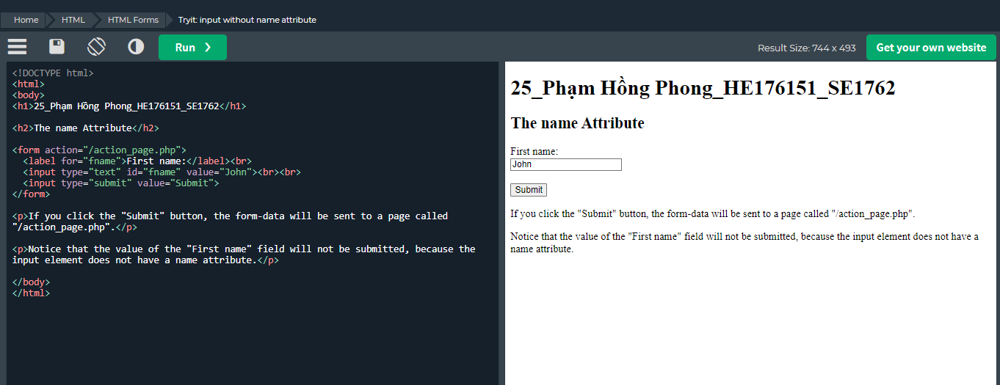 Home
HTML
HTML Forms
Tryit: input without name attribute
Run ❯
Result Size: 744 x 493
Get your own website
<!DOCTYPE html>
<html>
<body>
<h1>25_Phạm Hồng Phong_HE176151_SE1762</h1>
<h2>The name Attribute</h2>
<form action="/action_page.php">
<label for="fname">First name:</label><br>
<input type="text" id="fname" value="John"><br><br>
<input type="submit" value="Submit">
</form>
<p>If you click the "Submit" button, the form-data will be sent to a page called
"/action_page.php".</p>
<p>Notice that the value of the "First name" field will not be submitted, because the
input element does not have a name attribute.</p>
</body>
</html>
25_Phạm Hồng Phong_HE176151_SE1762
The name Attribute
First name:
John
Submit
If you click the "Submit" button, the form-data will be sent to a page called "/action_page.php".
Notice that the value of the "First name" field will not be submitted, because the input element does not have a
name attribute.